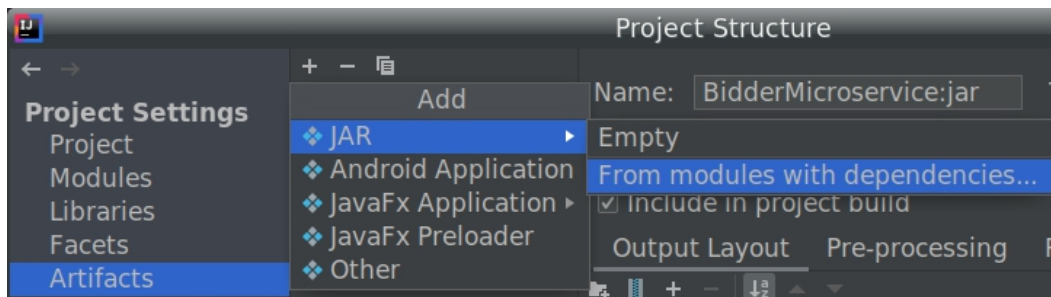 Project Structure
Project Settings
Project
Modules
Libraries
Facets
Artifacts
Add
JAR
Android Application
JavaFx Application
JavaFx Preloader
Other
Name: BidderMicroservice:jar
Empty
From modules with dependencies...
Include in project build
Output Layout Pre-processing